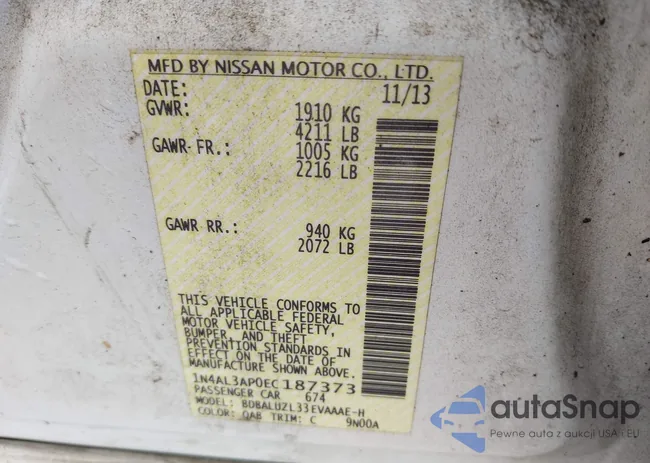 MFD BY NISSAN MOTOR CO., LTD.
DATE: 11/13
GVWR: 1910 KG
4211 LB
GAWR-FR.: 1005 KG
2216 LB
GAWR RR.: 940 KG
2072 LB
THIS VEHICLE CONFORMS TO
ALL APPLICABLE FEDERAL
MOTOR VEHICLE SAFETY,
BUMPER, AND THEFT
PREVENTION STANDARDS IN
EFFECT ON THE DATE OF
MANUFACTURE SHOWN ABOVE.
1N4AL3AP0EC187373
PASSENGER CAR 674
MODEL: BDBALUZL33EVAAAE-H
COLOR: QAB TRIM: C 9N00A
autoSnap
Pewne auto z aukcji USA i EU